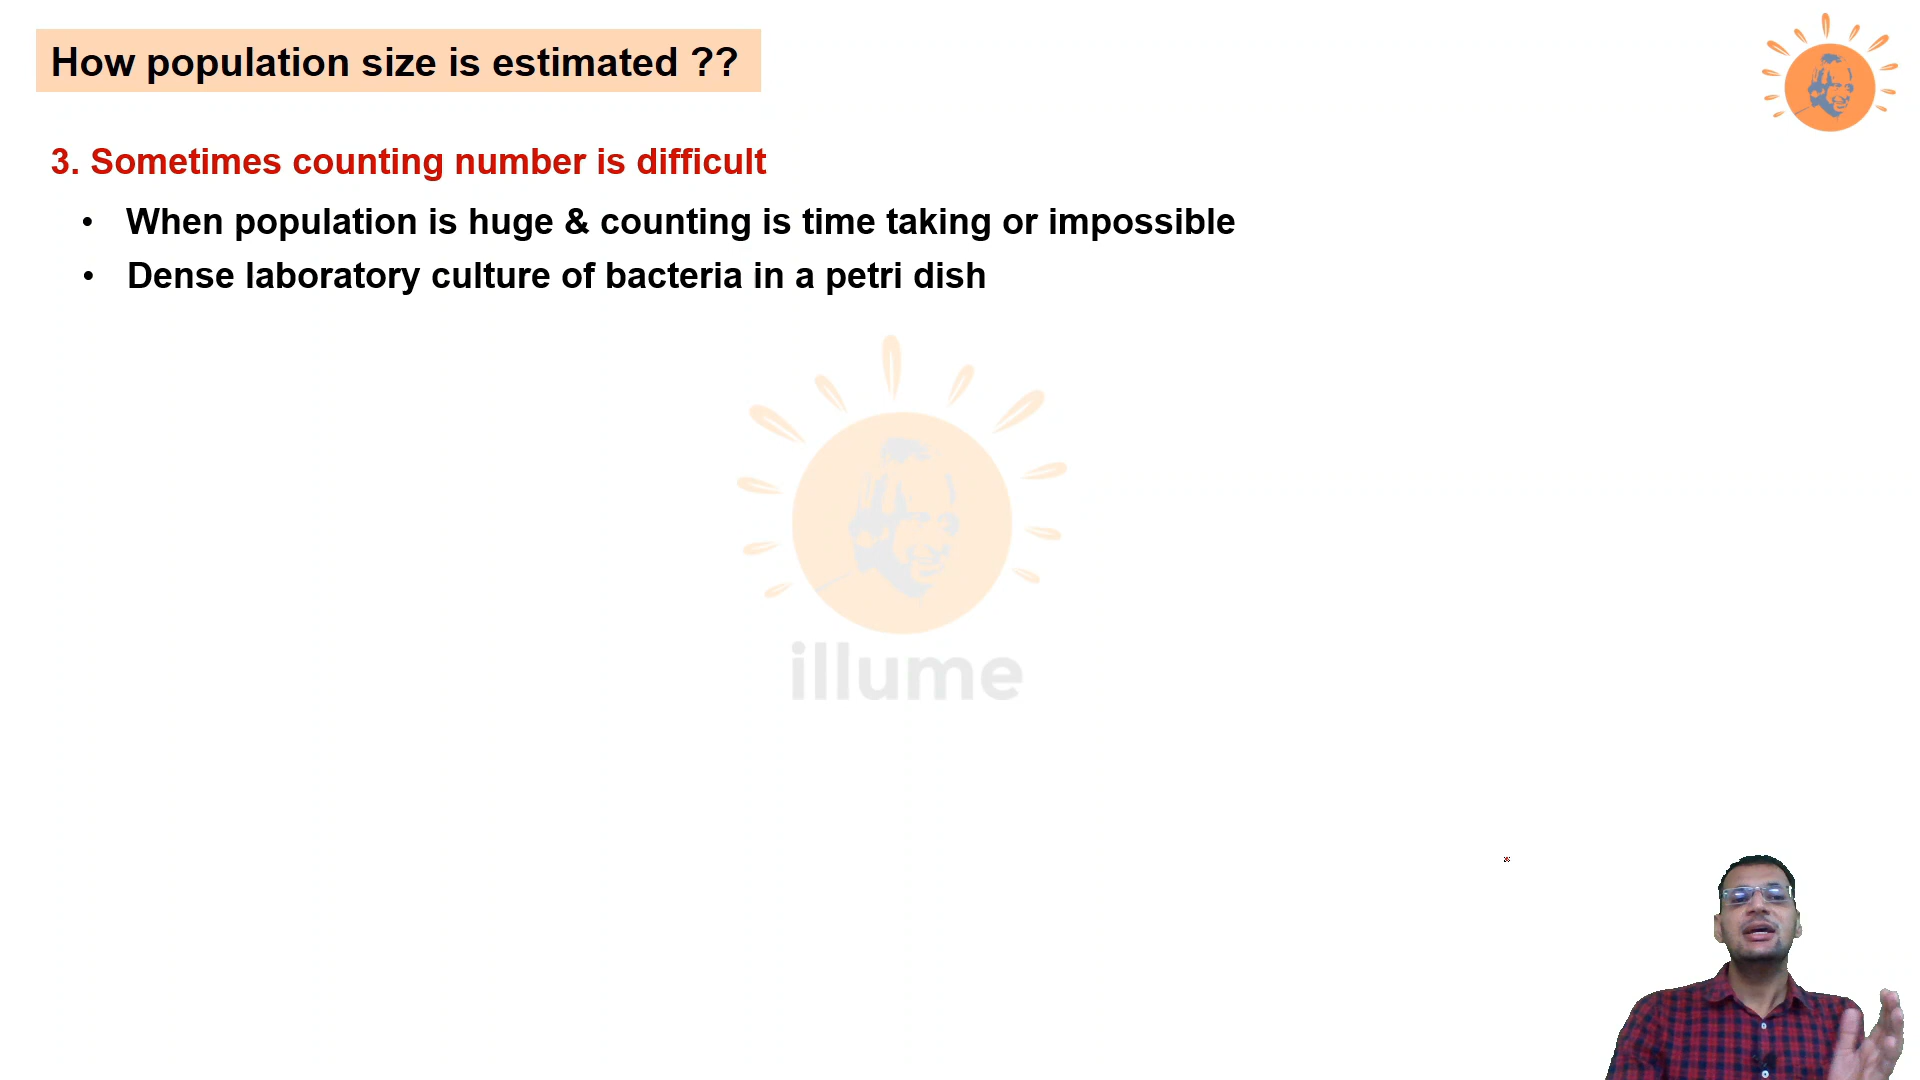 How population size is estimated ??
3. Sometimes counting number is difficult
• When population is huge & counting is time taking or impossible
• Dense laboratory culture of bacteria in a petri dish
illume